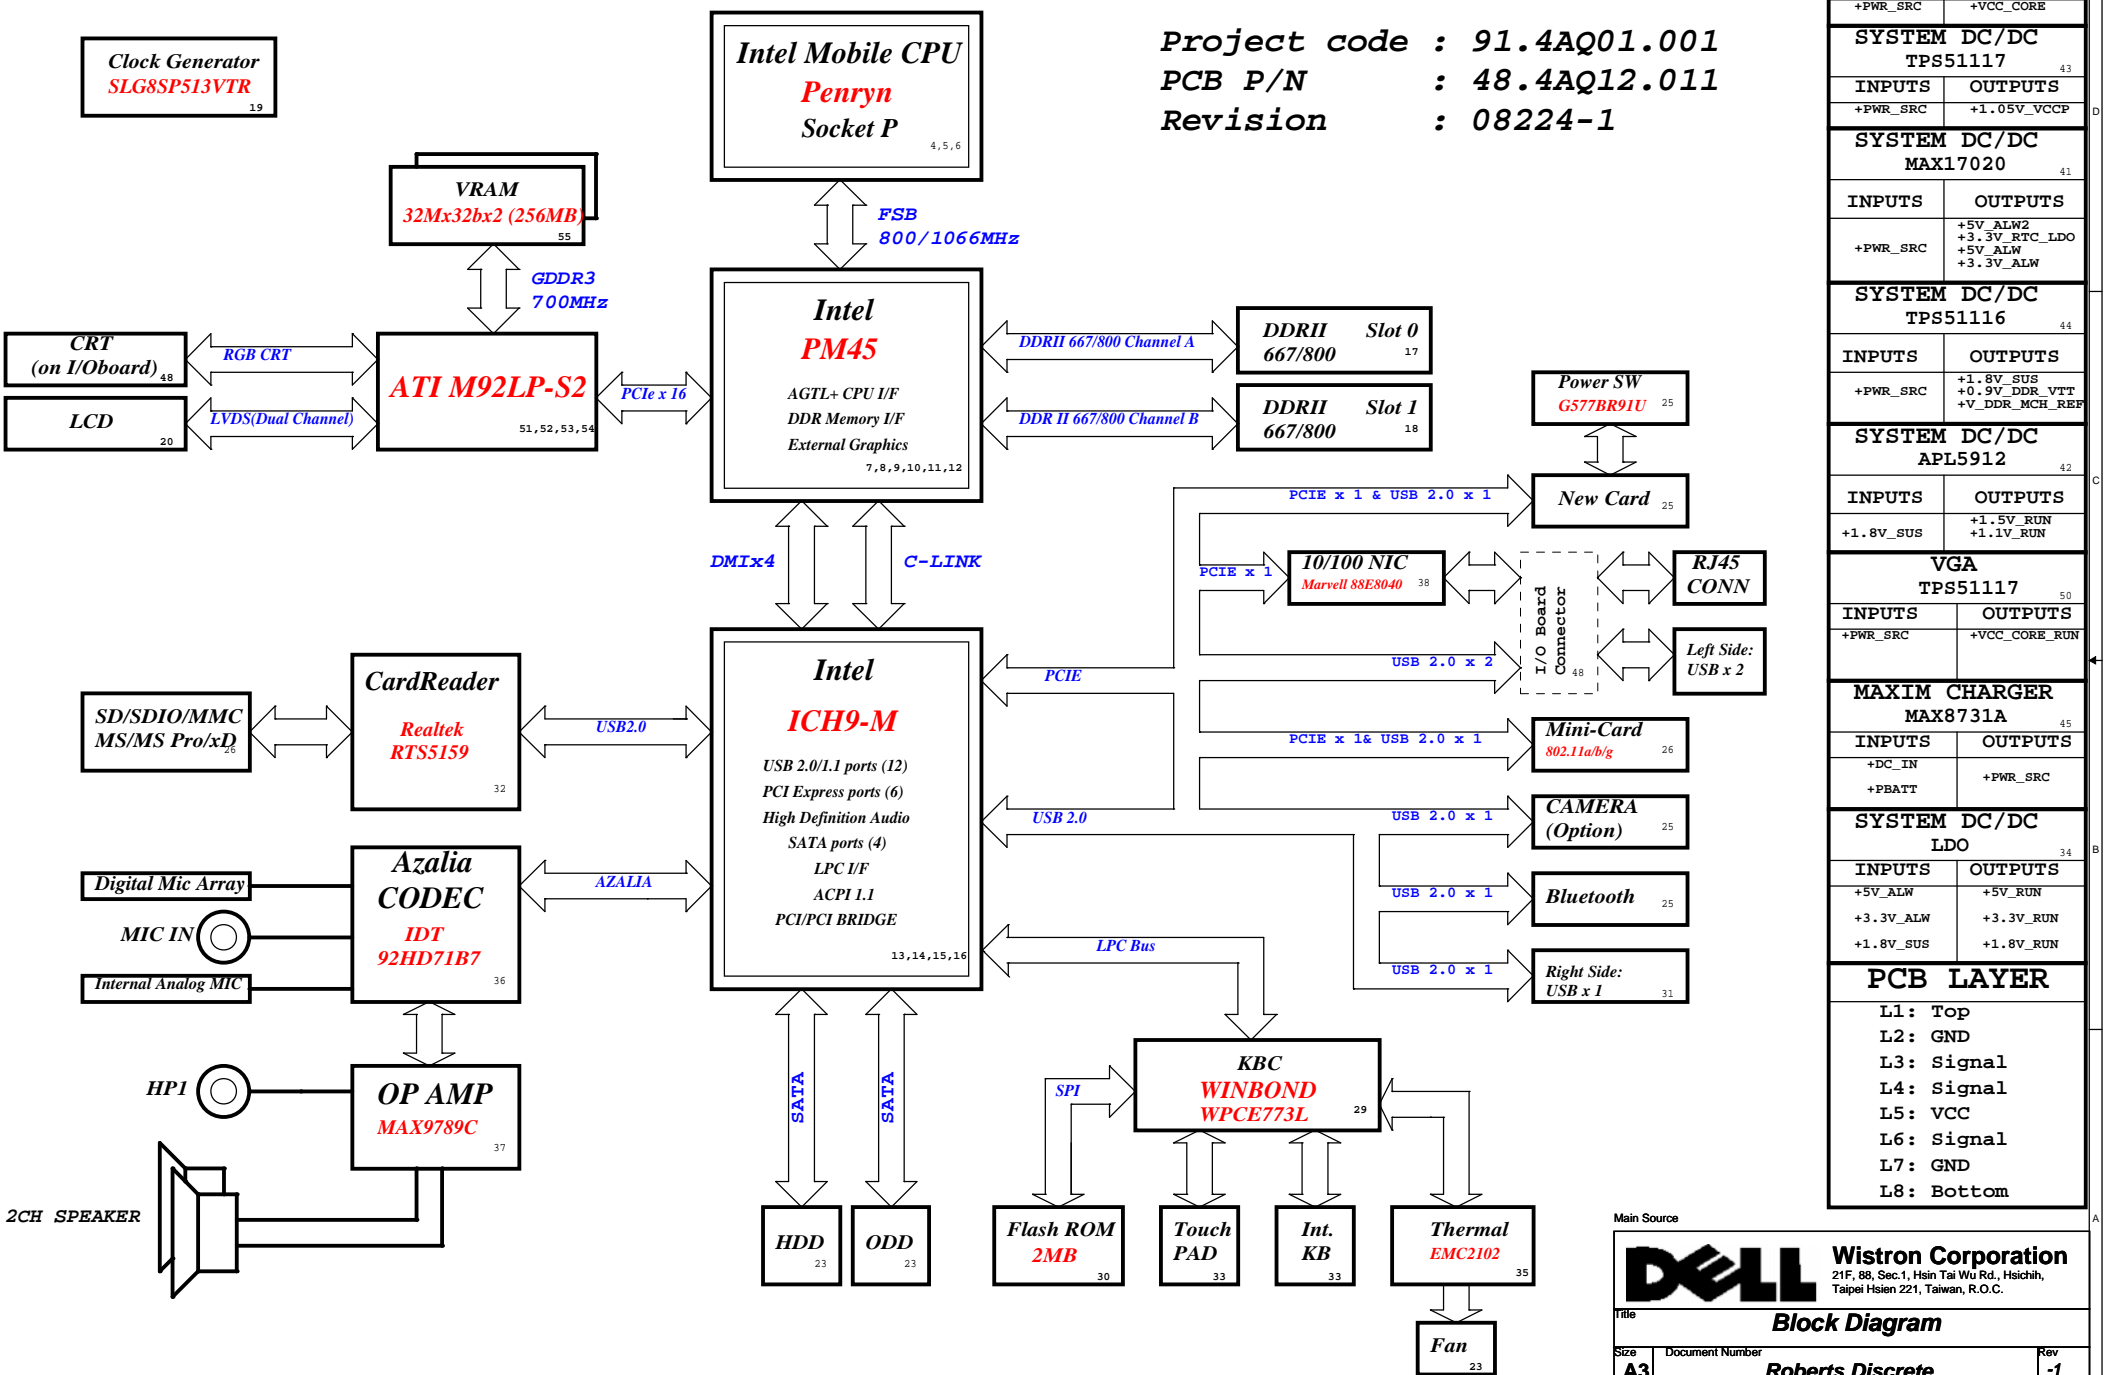 Project code : 91.4AQ01.001
PCB P/N : 48.4AQ12.011
Revision : 08224-1
Clock Generator
SLG8SP513VTR
19
Intel Mobile CPU
Penryn
Socket P
4,5,6
VRAM
32Mx32bx2 (256MB)
55
FSB
800/1066MHz
GDDR3
700MHz
CRT
(on I/Oboard)
48
RGB CRT
LCD
20
LVDS(Dual Channel)
ATI M92LP-S2
51,52,53,54
PCIe x 16
Intel
PM45
AGTL+ CPU I/F
DDR Memory I/F
External Graphics
7,8,9,10,11,12
DDRII 667/800 Channel A
DDRII Slot 0
667/800
17
DDR II 667/800 Channel B
DDRII Slot 1
667/800
18
Power SW
G577BR91U
25
PCIE x 1 & USB 2.0 x 1
New Card
25
DMIx4
C-LINK
PCIE x 1
10/100 NIC
Marvell 88E8040
38
I/O Board
Connector
48
RJ45
CONN
USB 2.0 x 2
Left Side:
USB x 2
PCIE
CardReader
Realtek
RTS5159
32
SD/SDIO/MMC
MS/MS Pro/xD
26
USB2.0
Intel
ICH9-M
USB 2.0/1.1 ports (12)
PCI Express ports (6)
High Definition Audio
SATA ports (4)
LPC I/F
ACPI 1.1
PCI/PCI BRIDGE
13,14,15,16
PCIE x 1& USB 2.0 x 1
Mini-Card
802.11a/b/g
26
USB 2.0
USB 2.0 x 1
CAMERA
(Option)
25
USB 2.0 x 1
Bluetooth
25
USB 2.0 x 1
Right Side:
USB x 1
31
Azalia
CODEC
IDT
92HD71B7
36
AZALIA
Digital Mic Array
MIC IN
Internal Analog MIC
LPC Bus
HP1
OP AMP
MAX9789C
37
2CH SPEAKER
SATA
SATA
HDD
23
ODD
23
KBC
WINBOND
WPCE773L
29
SPI
Flash ROM
2MB
30
Touch
PAD
33
Int.
KB
33
Thermal
EMC2102
35
Fan
23
+PWR_SRC +VCC_CORE
SYSTEM DC/DC
TPS51117
43
INPUTS OUTPUTS
+PWR_SRC +1.05V_VCCP
SYSTEM DC/DC
MAX17020
41
INPUTS OUTPUTS
+PWR_SRC
+5V_ALW2
+3.3V_RTC_LDO
+5V_ALW
+3.3V_ALW
SYSTEM DC/DC
TPS51116
44
INPUTS OUTPUTS
+PWR_SRC
+1.8V_SUS
+0.9V_DDR_VTT
+V_DDR_MCH_REF
SYSTEM DC/DC
APL5912
42
INPUTS OUTPUTS
+1.8V_SUS
+1.5V_RUN
+1.1V_RUN
VGA
TPS51117
50
INPUTS OUTPUTS
+PWR_SRC +VCC_CORE_RUN
MAXIM CHARGER
MAX8731A
45
INPUTS OUTPUTS
+DC_IN
+PBATT
+PWR_SRC
SYSTEM DC/DC
LDO
34
INPUTS OUTPUTS
+5V_ALW +5V_RUN
+3.3V_ALW +3.3V_RUN
+1.8V_SUS +1.8V_RUN
PCB LAYER
L1: Top
L2: GND
L3: Signal
L4: Signal
L5: VCC
L6: Signal
L7: GND
L8: Bottom
D
C
B
A
Main Source
DELL
Wistron Corporation
21F, 88, Sec.1, Hsin Tai Wu Rd., Hsichih,
Taipei Hsien 221, Taiwan, R.O.C.
Title
Block Diagram
Size Document Number Rev
A3 Roberts Discrete -1